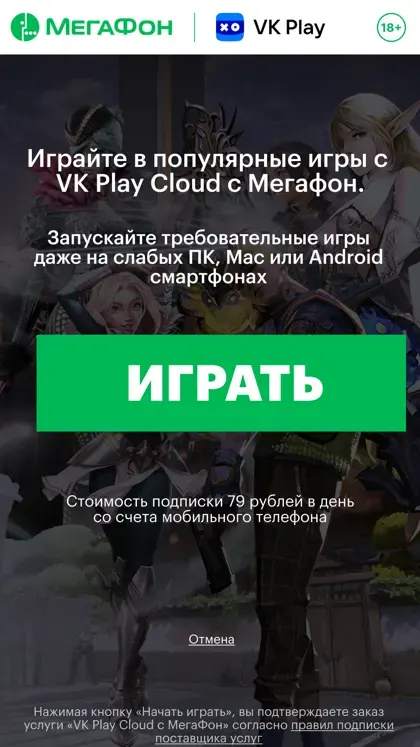 МЕГАФОН VK Play 18+
Играйте в популярные игры с
VK Play Cloud с Мегафон.
Запускайте требовательные игры
даже на слабых ПК, Mac или Android
смартфонах
ИГРАТЬ
Стоимость подписки 79 рублей в день
со счета мобильного телефона
Отмена
Нажимая кнопку «Начать играть», вы подтверждаете заказ
услуги «VK Play Cloud с МегаФон» согласно правил подписки
поставщика услуг